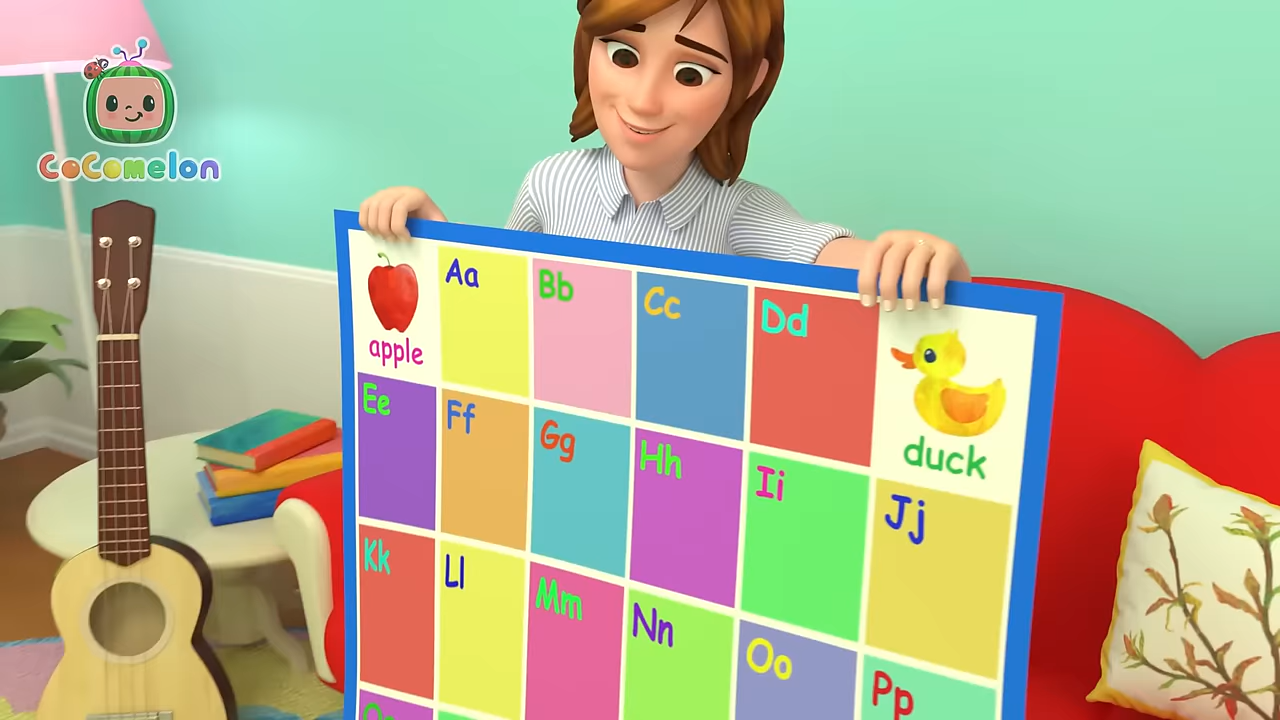 CoComelon
Aa Bb Cc Dd
apple
duck
Ee Ff Gg Hh Ii Jj
Kk Ll Mm Nn Oo Pp